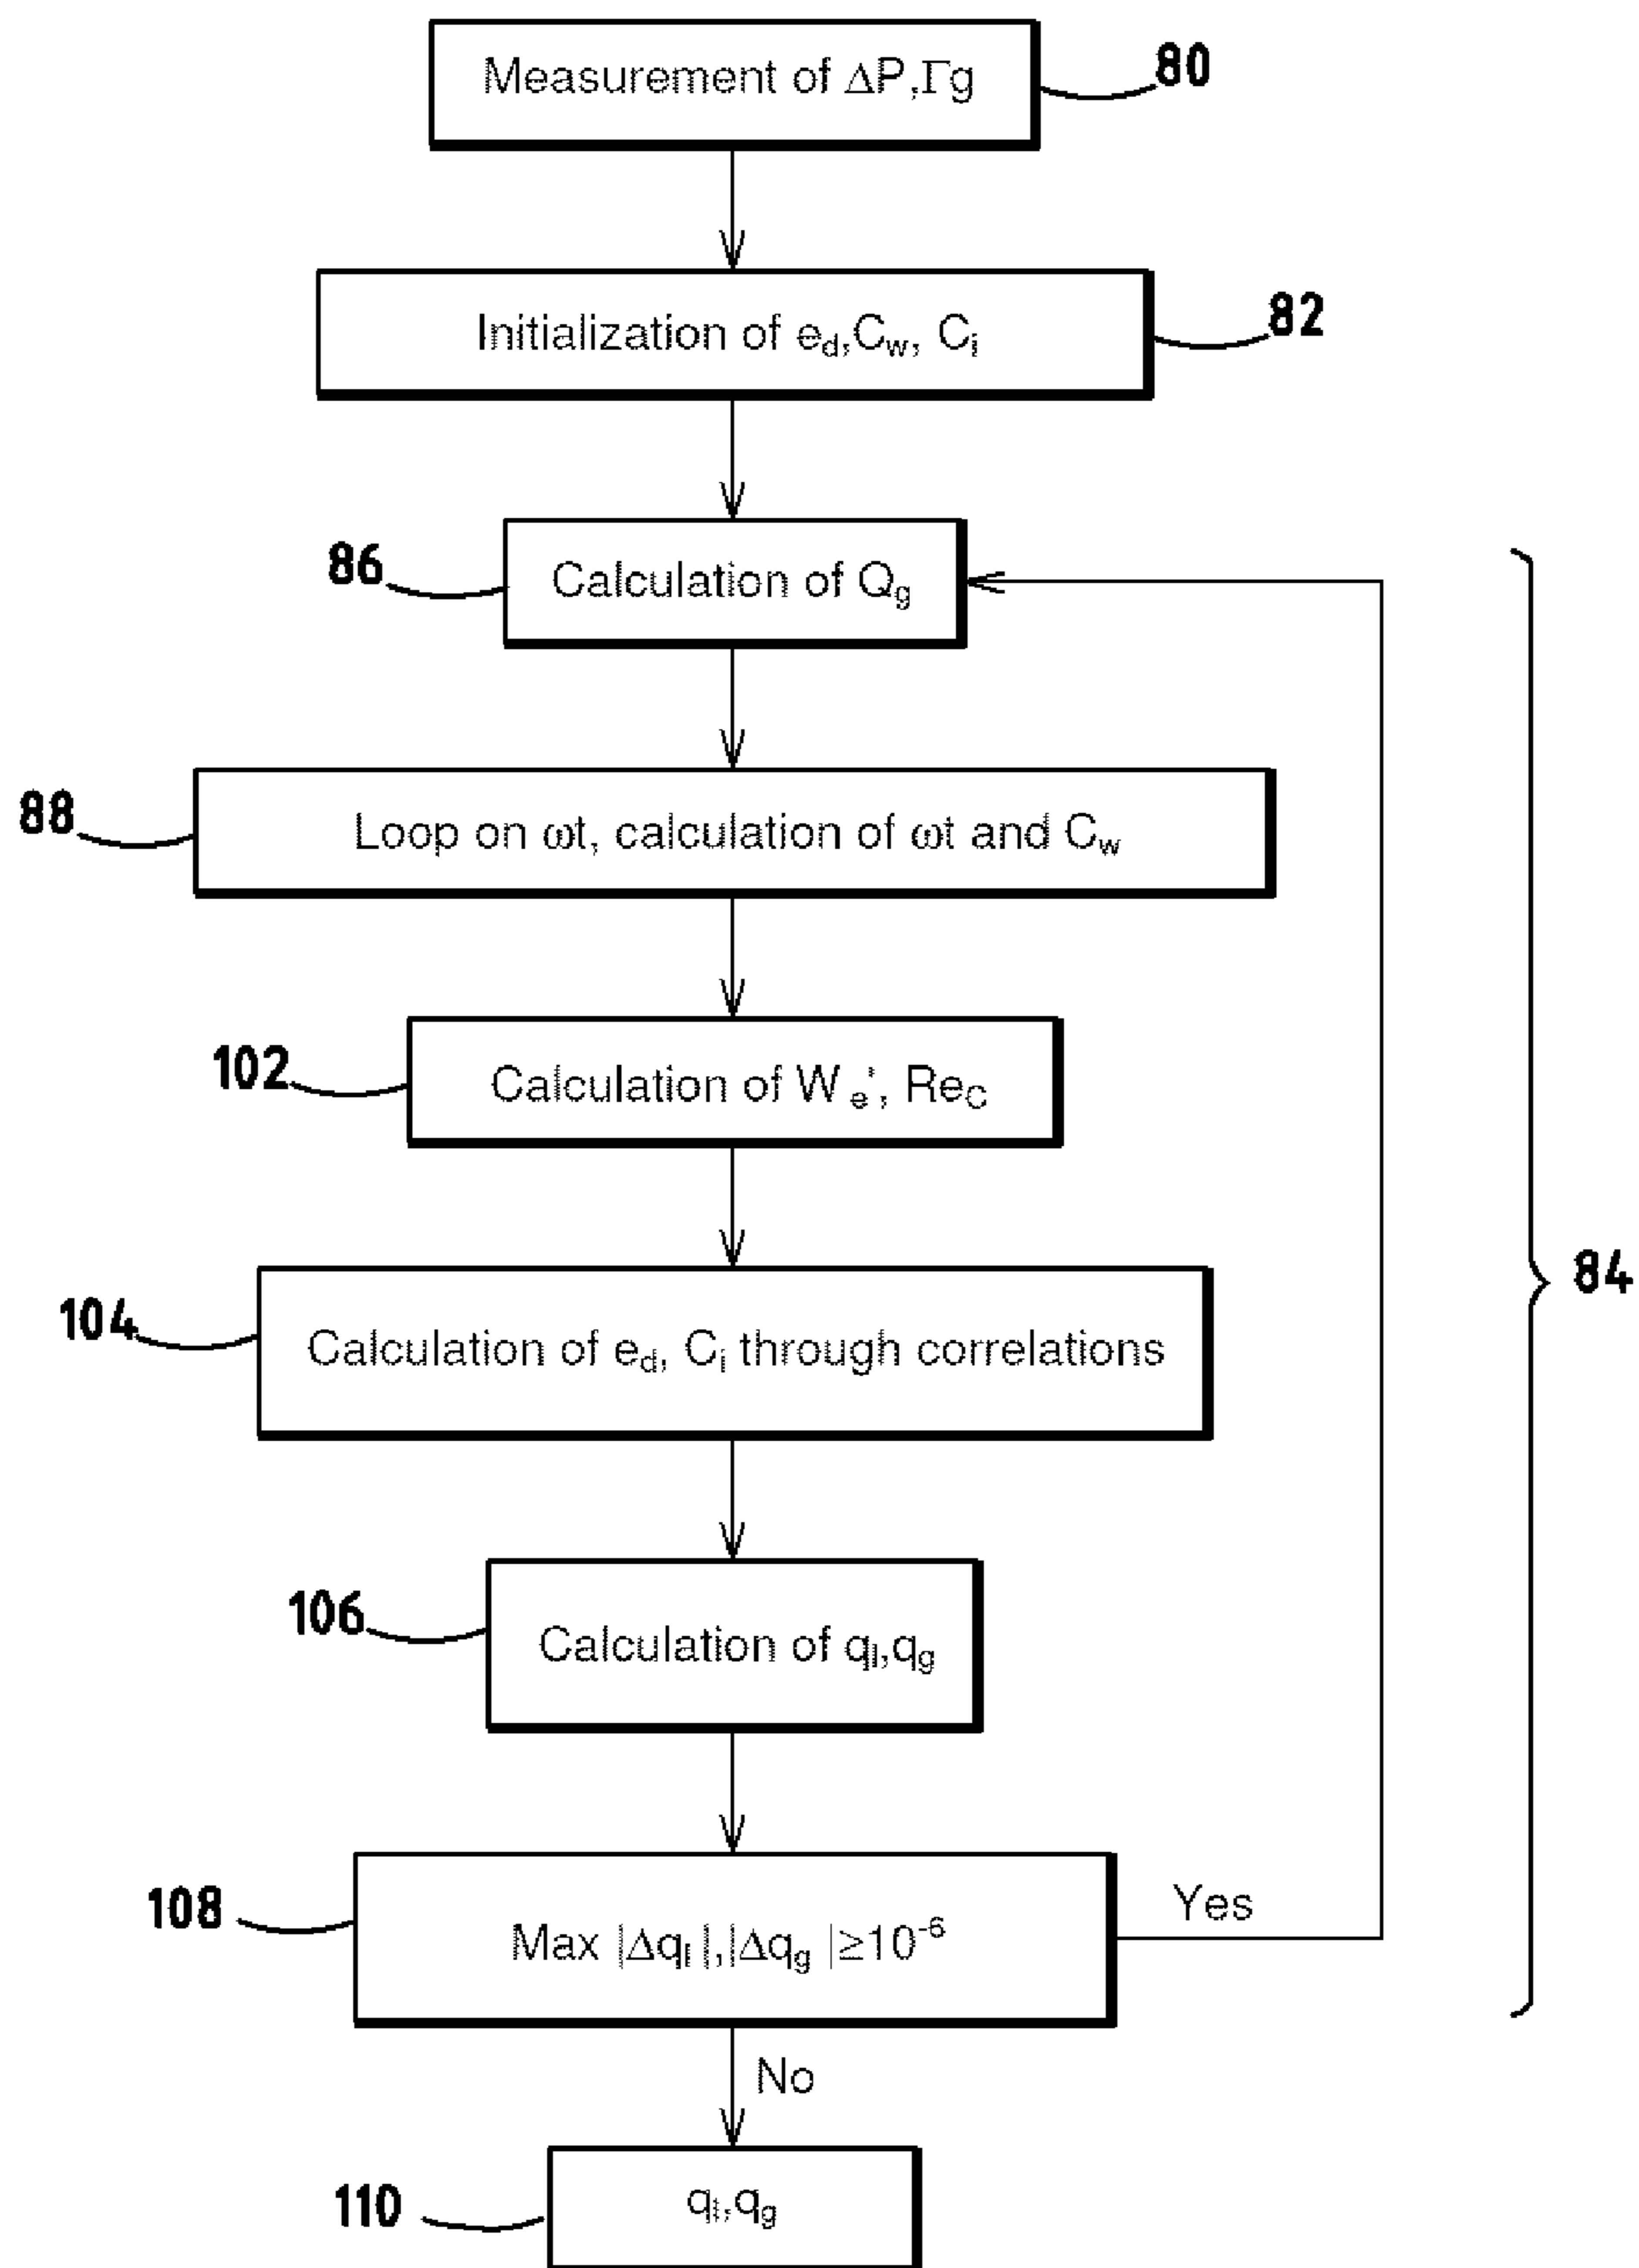 Measurement of ΔP,Γg
80
Initialization of e_d,C_w, C_i
82
86
Calculation of Q_g
88
Loop on ωt, calculation of ωt and C_w
102
Calculation of W_e', Re_C
104
Calculation of e_d, C_i through correlations
84
106
Calculation of q_l,q_g
108
Max |Δq_l|,|Δq_g |≥10^-6
Yes
No
110
q_l,q_g